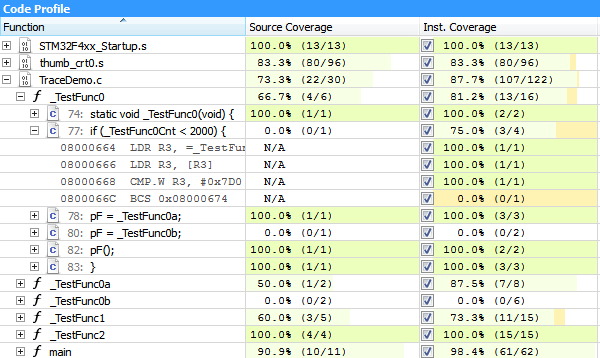 Code Profile
Function Source Coverage Inst. Coverage
STM32F4xx_Startup.s 100.0% (13/13) 100.0% (13/13)
thumb_crt0.s 83.3% (80/96) 83.3% (80/96)
TraceDemo.c 73.3% (22/30) 87.7% (107/122)
f _TestFunc0 66.7% (4/6) 81.2% (13/16)
74: static void _TestFunc0(void) { 100.0% (1/1) 100.0% (2/2)
77: if (_TestFunc0Cnt < 2000) { 0.0% (0/1) 75.0% (3/4)
08000664 LDR R3, =_TestFun N/A 100.0% (1/1)
08000666 LDR R3, [R3] N/A 100.0% (1/1)
08000668 CMP.W R3, #0x7D0 N/A 100.0% (1/1)
0800066C BCS 0x08000674 N/A 0.0% (0/1)
78: pF = _TestFunc0a; 100.0% (1/1) 100.0% (3/3)
80: pF = _TestFunc0b; 0.0% (0/1) 0.0% (0/2)
82: pF(); 100.0% (1/1) 100.0% (2/2)
83: } 100.0% (1/1) 100.0% (3/3)
f _TestFunc0a 50.0% (1/2) 87.5% (7/8)
f _TestFunc0b 0.0% (0/2) 0.0% (0/2)
f _TestFunc1 60.0% (3/5) 73.3% (11/15)
f _TestFunc2 100.0% (4/4) 100.0% (15/15)
f main 90.9% (10/11) 98.4% (61/62)